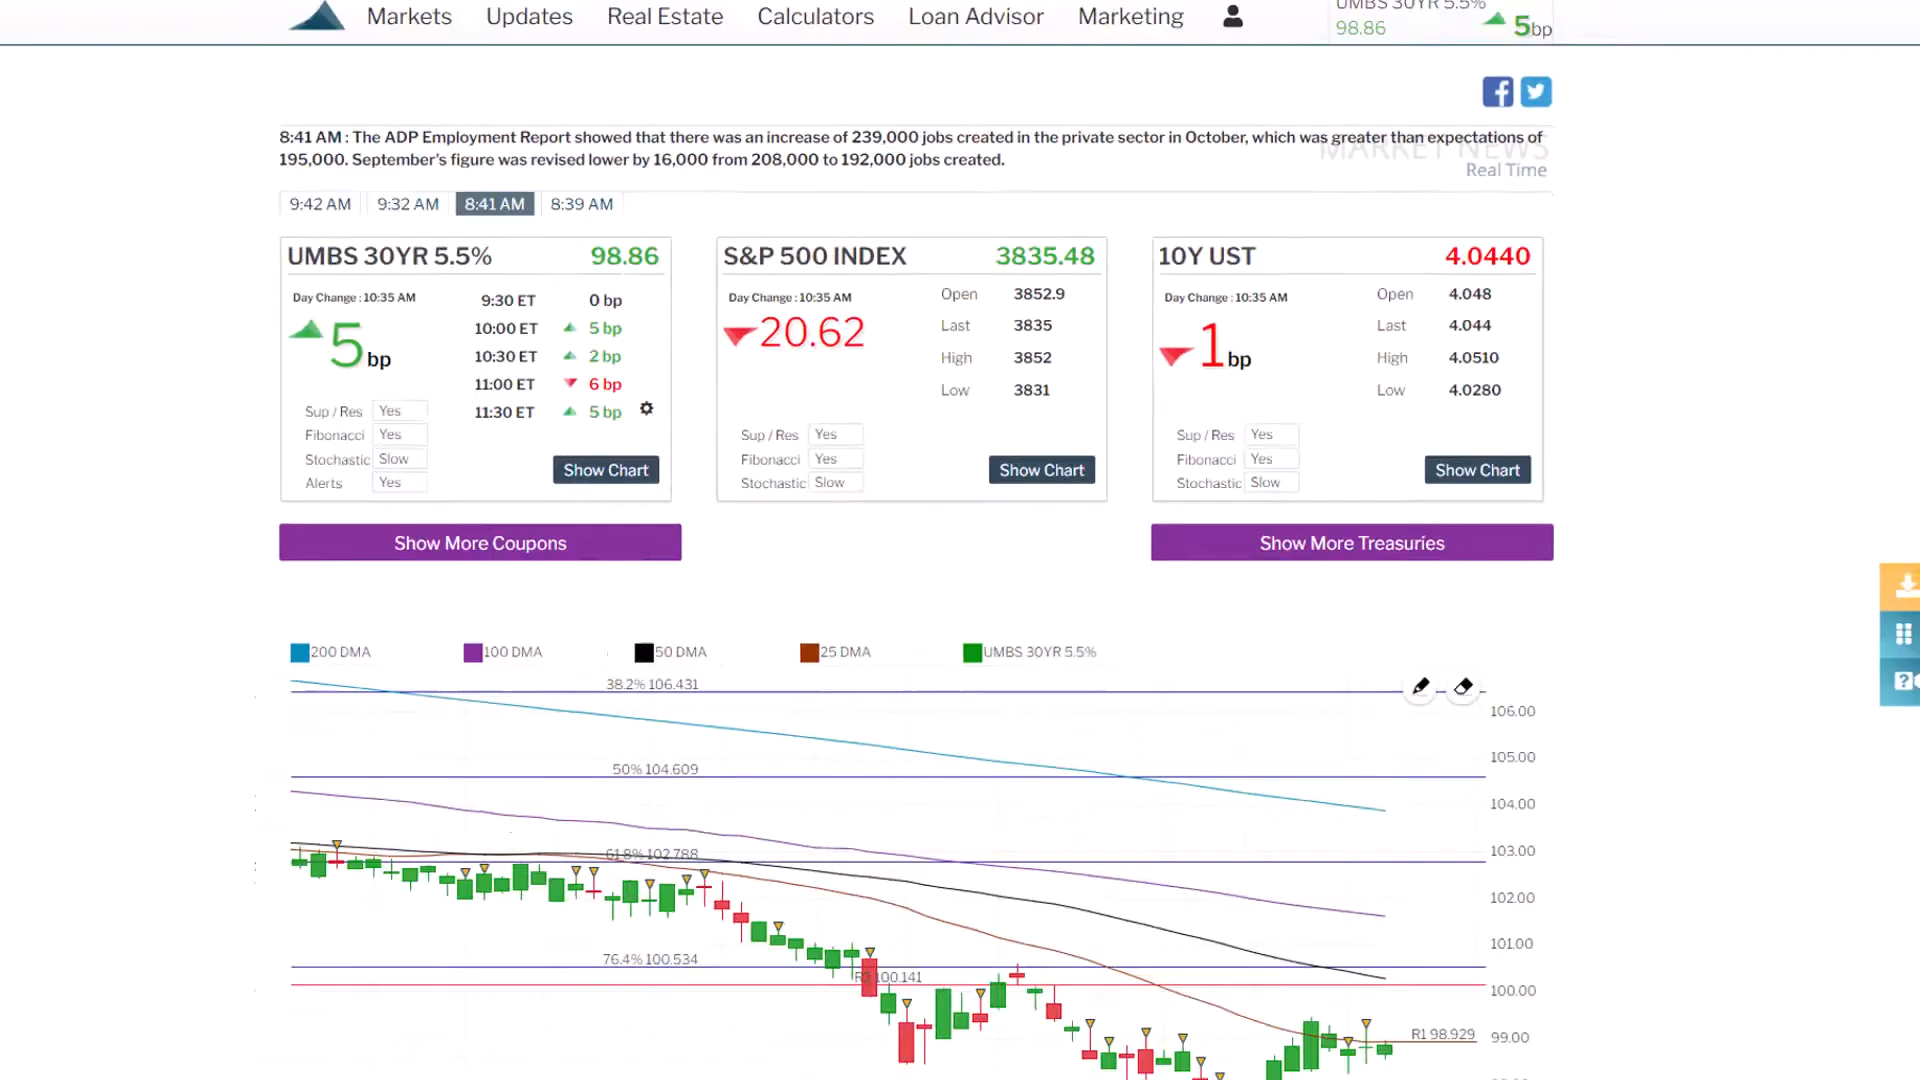 Markets Updates Real Estate Calculators Loan Advisor Marketing
UMBS 30YR 5.5%
98.86 5bp
8:41 AM : The ADP Employment Report showed that there was an increase of 239,000 jobs created in the private sector in October, which was greater than expectations of
195,000. September's figure was revised lower by 16,000 from 208,000 to 192,000 jobs created.
MARKET NEWS
Real Time
9:42 AM 9:32 AM 8:41 AM 8:39 AM
UMBS 30YR 5.5% 98.86
Day Change : 10:35 AM
5 bp
9:30 ET 0 bp
10:00 ET 5 bp
10:30 ET 2 bp
11:00 ET 6 bp
11:30 ET 5 bp
Sup / Res Yes
Fibonacci Yes
Stochastic Slow
Alerts Yes
Show Chart
S&P 500 INDEX 3835.48
Day Change : 10:35 AM
20.62
Open 3852.9
Last 3835
High 3852
Low 3831
Sup / Res Yes
Fibonacci Yes
Stochastic Slow
Show Chart
10Y UST 4.0440
Day Change : 10:35 AM
1 bp
Open 4.048
Last 4.044
High 4.0510
Low 4.0280
Sup / Res Yes
Fibonacci Yes
Stochastic Slow
Show Chart
Show More Coupons
Show More Treasuries
200 DMA 100 DMA 50 DMA 25 DMA UMBS 30YR 5.5%
38.2% 106.431
106.00
105.00
50% 104.609
104.00
61.8% 102.788
103.00
102.00
101.00
76.4% 100.534
100.141
100.00
R1 98.929
99.00